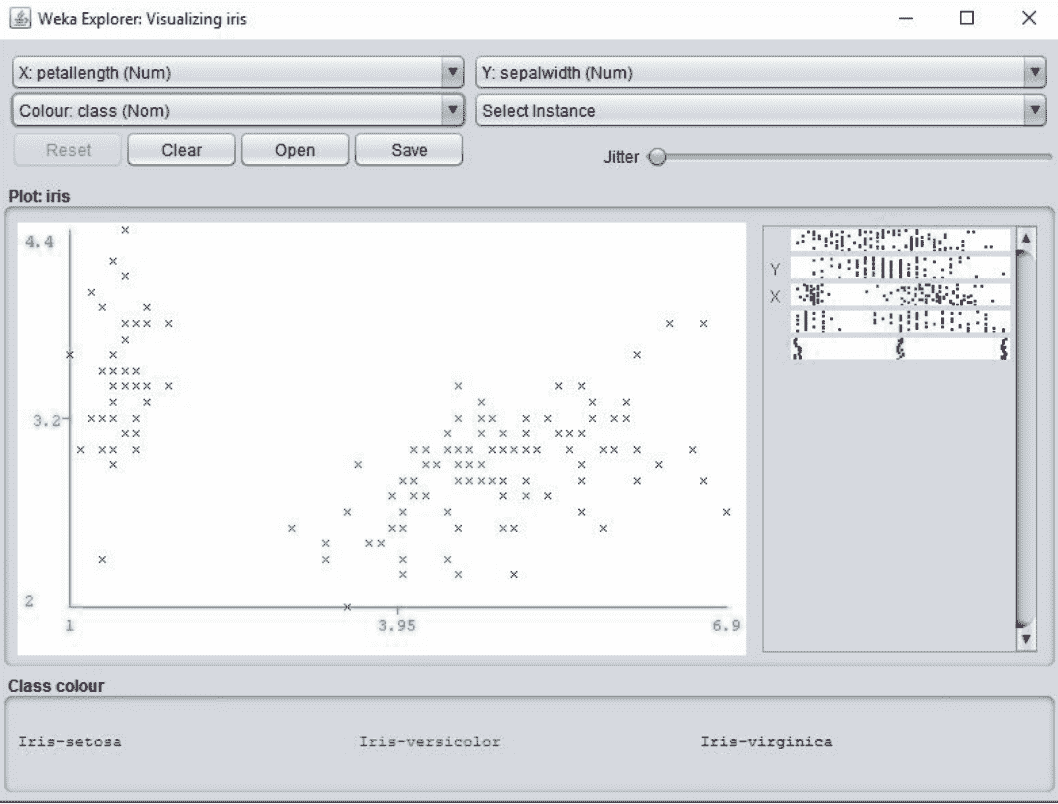 Weka Explorer: Visualizing iris
X: petallength (Num)
Y: sepalwidth (Num)
Colour: class (Nom)
Select Instance
Reset
Clear
Open
Save
Jitter
Plot: iris
4.4
3.2
2
1
3.95
6.9
Y
X
Class colour
Iris-setosa
Iris-versicolor
Iris-virginica